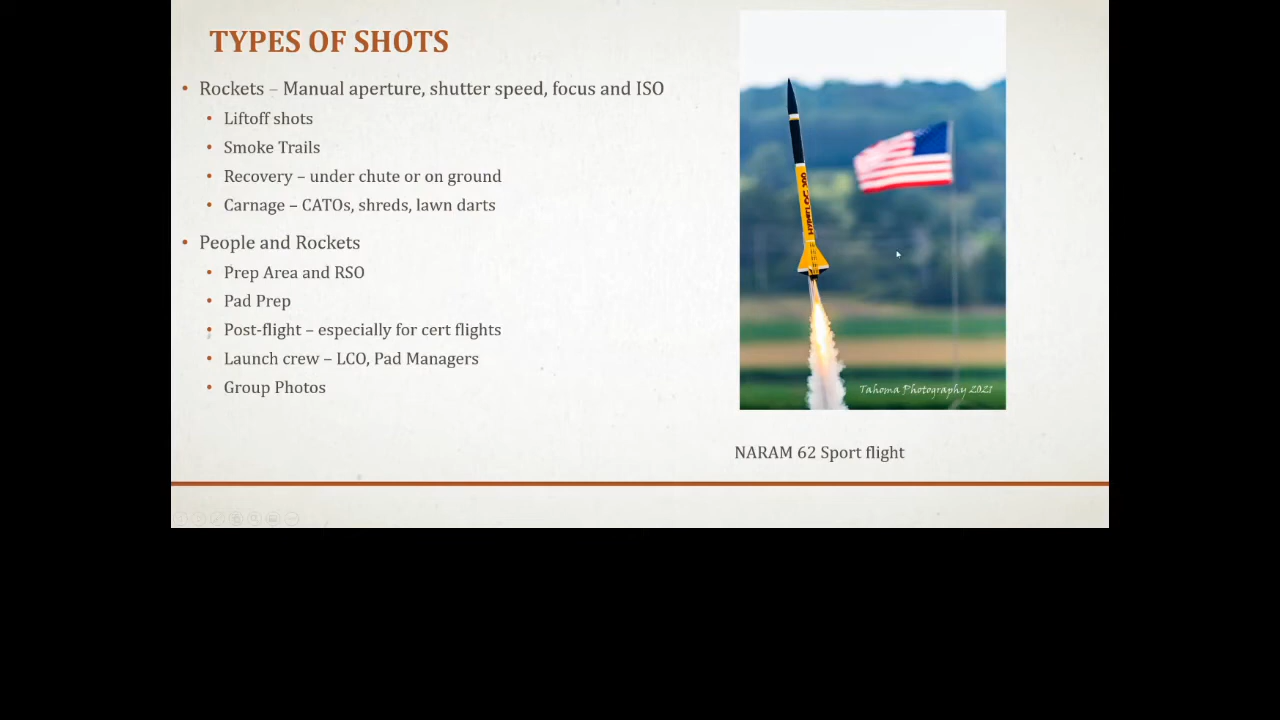 TYPES OF SHOTS
• Rockets – Manual aperture, shutter speed, focus and ISO
• Liftoff shots
• Smoke Trails
• Recovery – under chute or on ground
• Carnage – CATOs, shreds, lawn darts
• People and Rockets
• Prep Area and RSO
• Pad Prep
• Post-flight – especially for cert flights
• Launch crew – LCO, Pad Managers
• Group Photos
HYPERLOC 300
Tahoma Photography 2021
NARAM 62 Sport flight